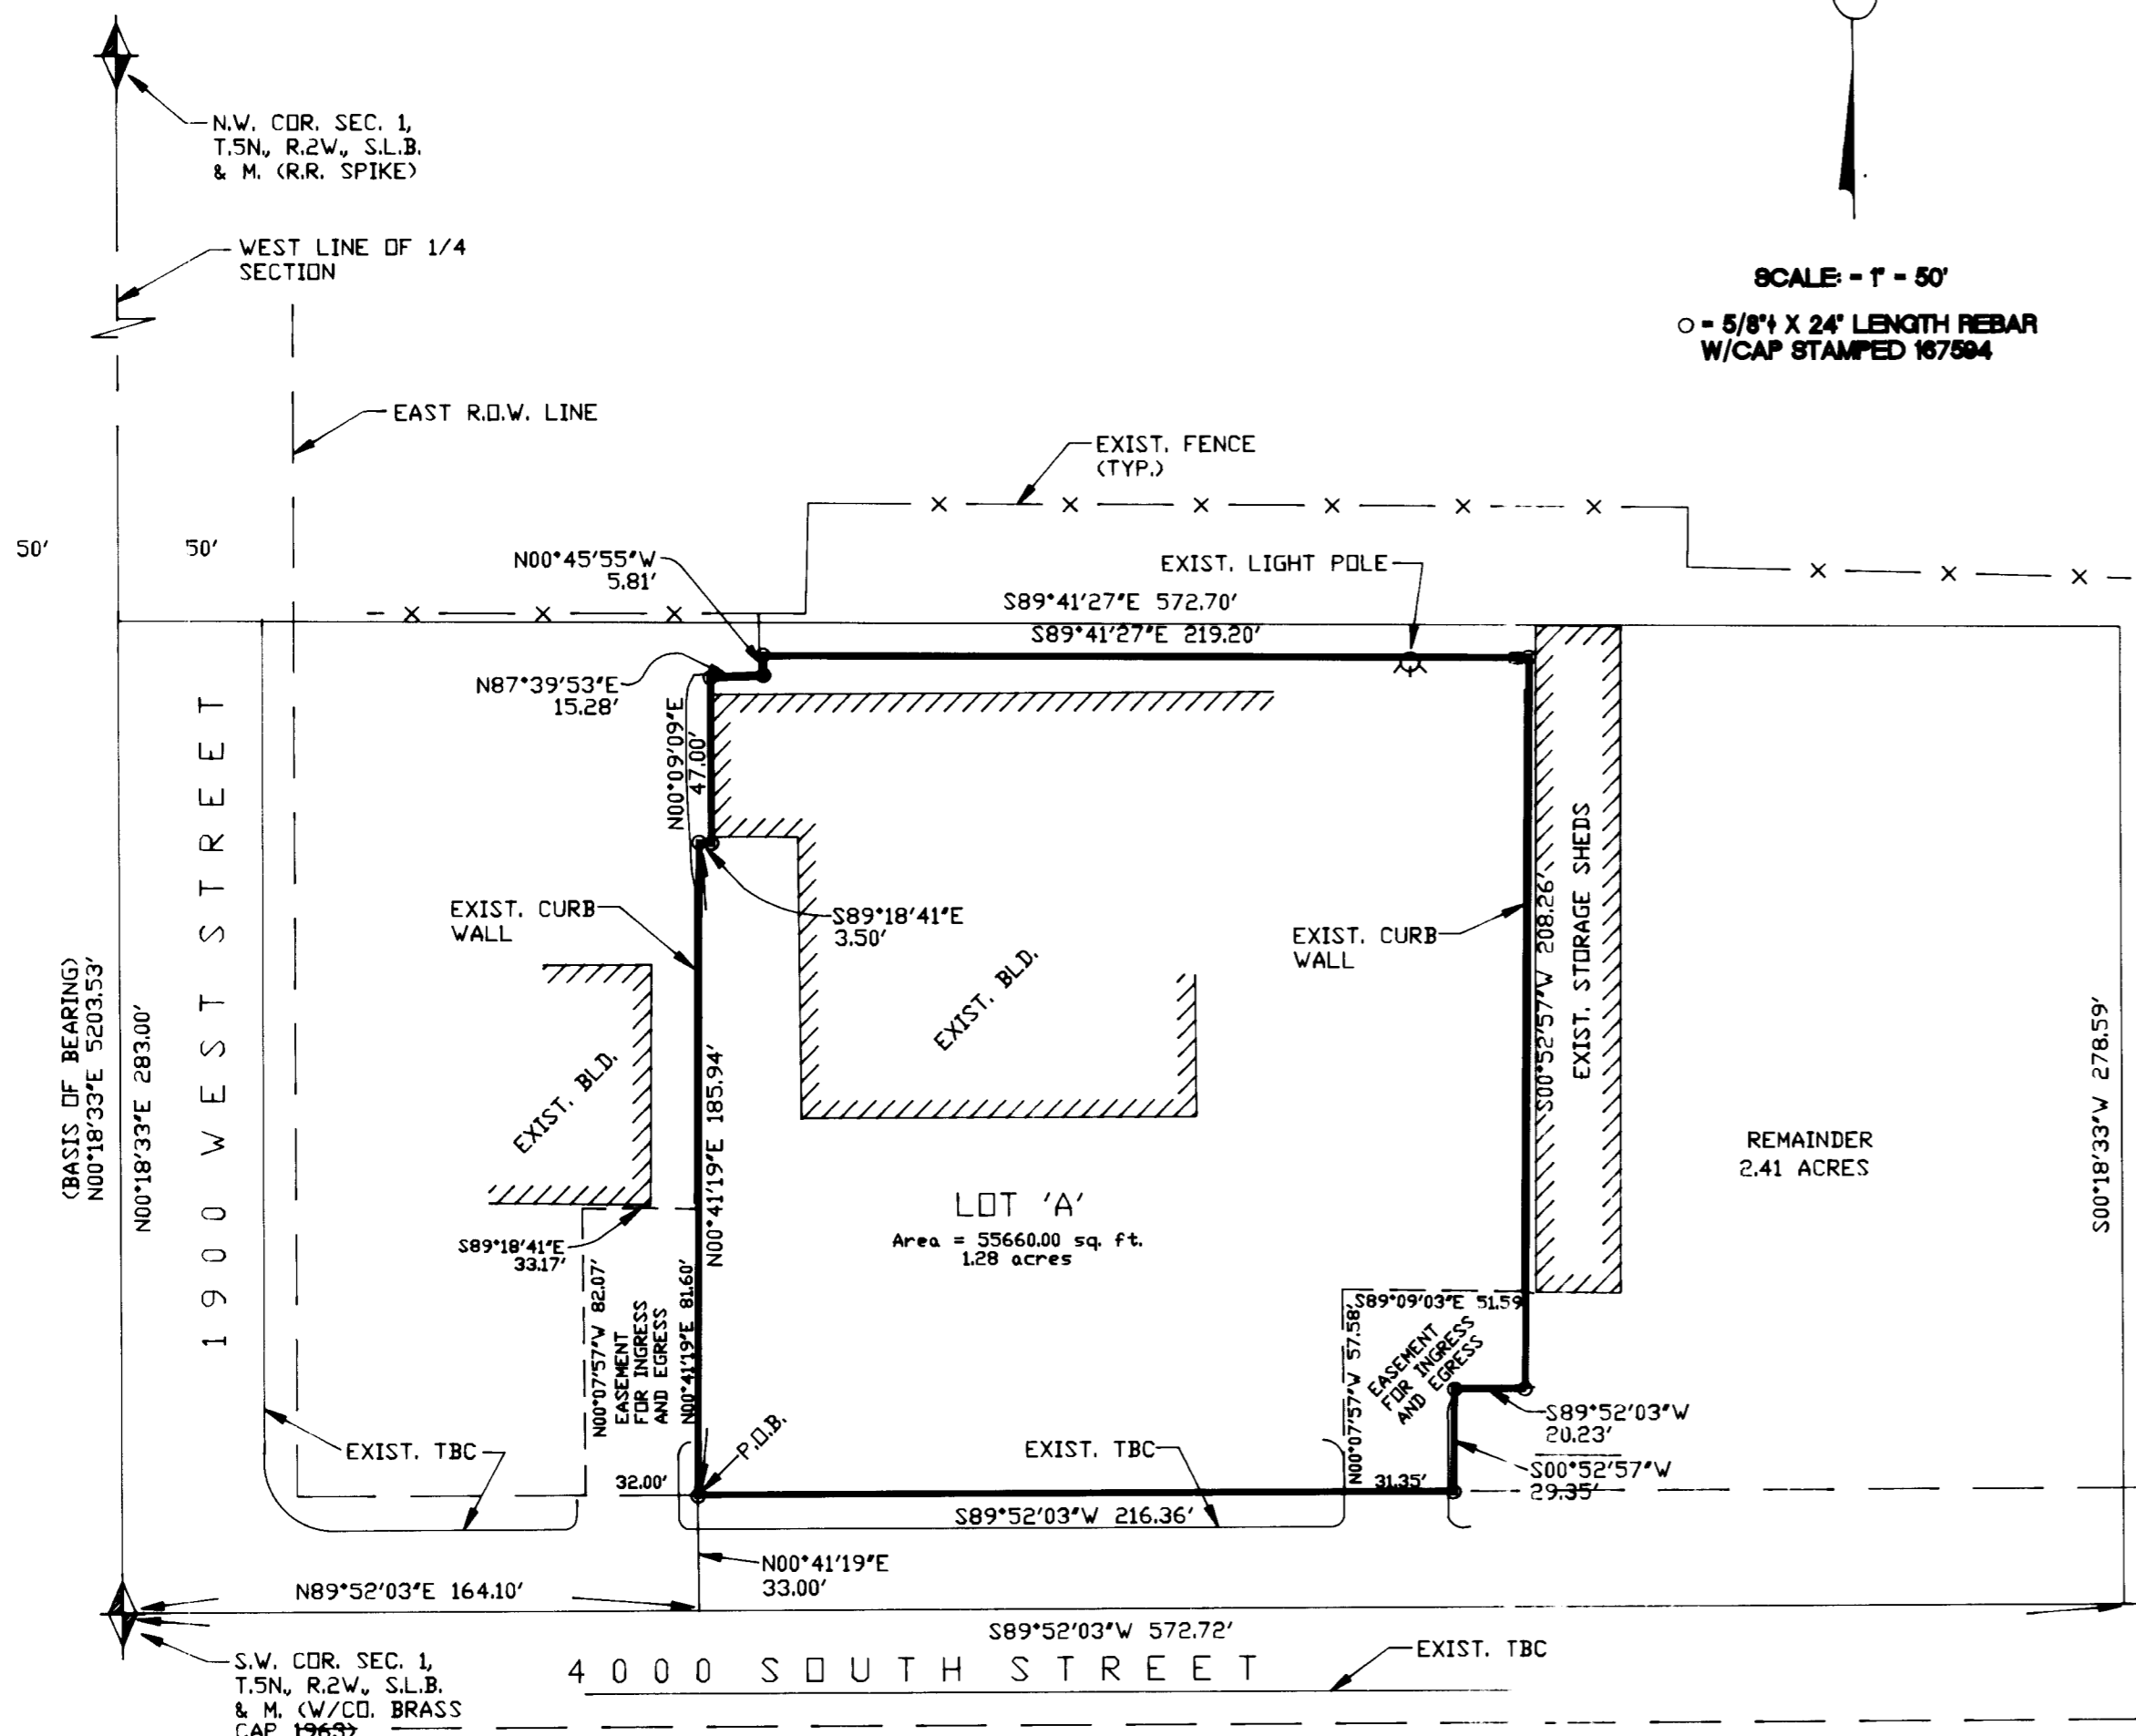 N.W. COR. SEC. 1,
T.5N., R.2W., S.L.B.
& M. (R.R. SPIKE)
WEST LINE OF 1/4
SECTION
SCALE: = 1" = 50'
= 5/8"ϕ X 24" LENGTH REBAR
W/CAP STAMPED 167594
EAST R.O.W. LINE
EXIST. FENCE
(TYP.)
50'
50'
N00°45'55"W
5.81'
EXIST. LIGHT POLE
S89°41'27"E 572.70'
S89°41'27"E 219.20'
N87°39'53"E
15.28'
N00°09'09"E
47.00'
1900 WEST STREET
EXIST. CURB
WALL
S89°18'41"E
3.50'
EXIST. CURB
WALL
S00°52'57"W 208.26'
EXIST. STORAGE SHEDS
EXIST. BLD.
EXIST. BLD.
(BASIS OF BEARING)
N00°18'33"E 5203.53'
N00°18'33"E 283.00'
N00°41'19"E 185.94'
REMAINDER
2.41 ACRES
S00°18'33"W 278.59'
LOT 'A'
Area = 55660.00 sq. ft.
1.28 acres
S89°18'41"E
33.17'
N00°07'57"W 82.07'
EASEMENT
FOR INGRESS
AND EGRESS
N00°41'19"E 81.60'
S89°09'03"E 51.59
N00°07'57"W 57.58'
EASEMENT
FOR INGRESS
AND EGRESS
S89°52'03"W
20.23'
S00°52'57"W
29.35'
P.O.B.
EXIST. TBC
EXIST. TBC
32.00'
31.35'
S89°52'03"W 216.36'
N00°41'19"E
33.00'
N89°52'03"E 164.10'
S89°52'03"W 572.72'
EXIST. TBC
4000 SOUTH STREET
S.W. COR. SEC. 1,
T.5N., R.2W., S.L.B.
& M. (W/CO. BRASS
CAP 1963)